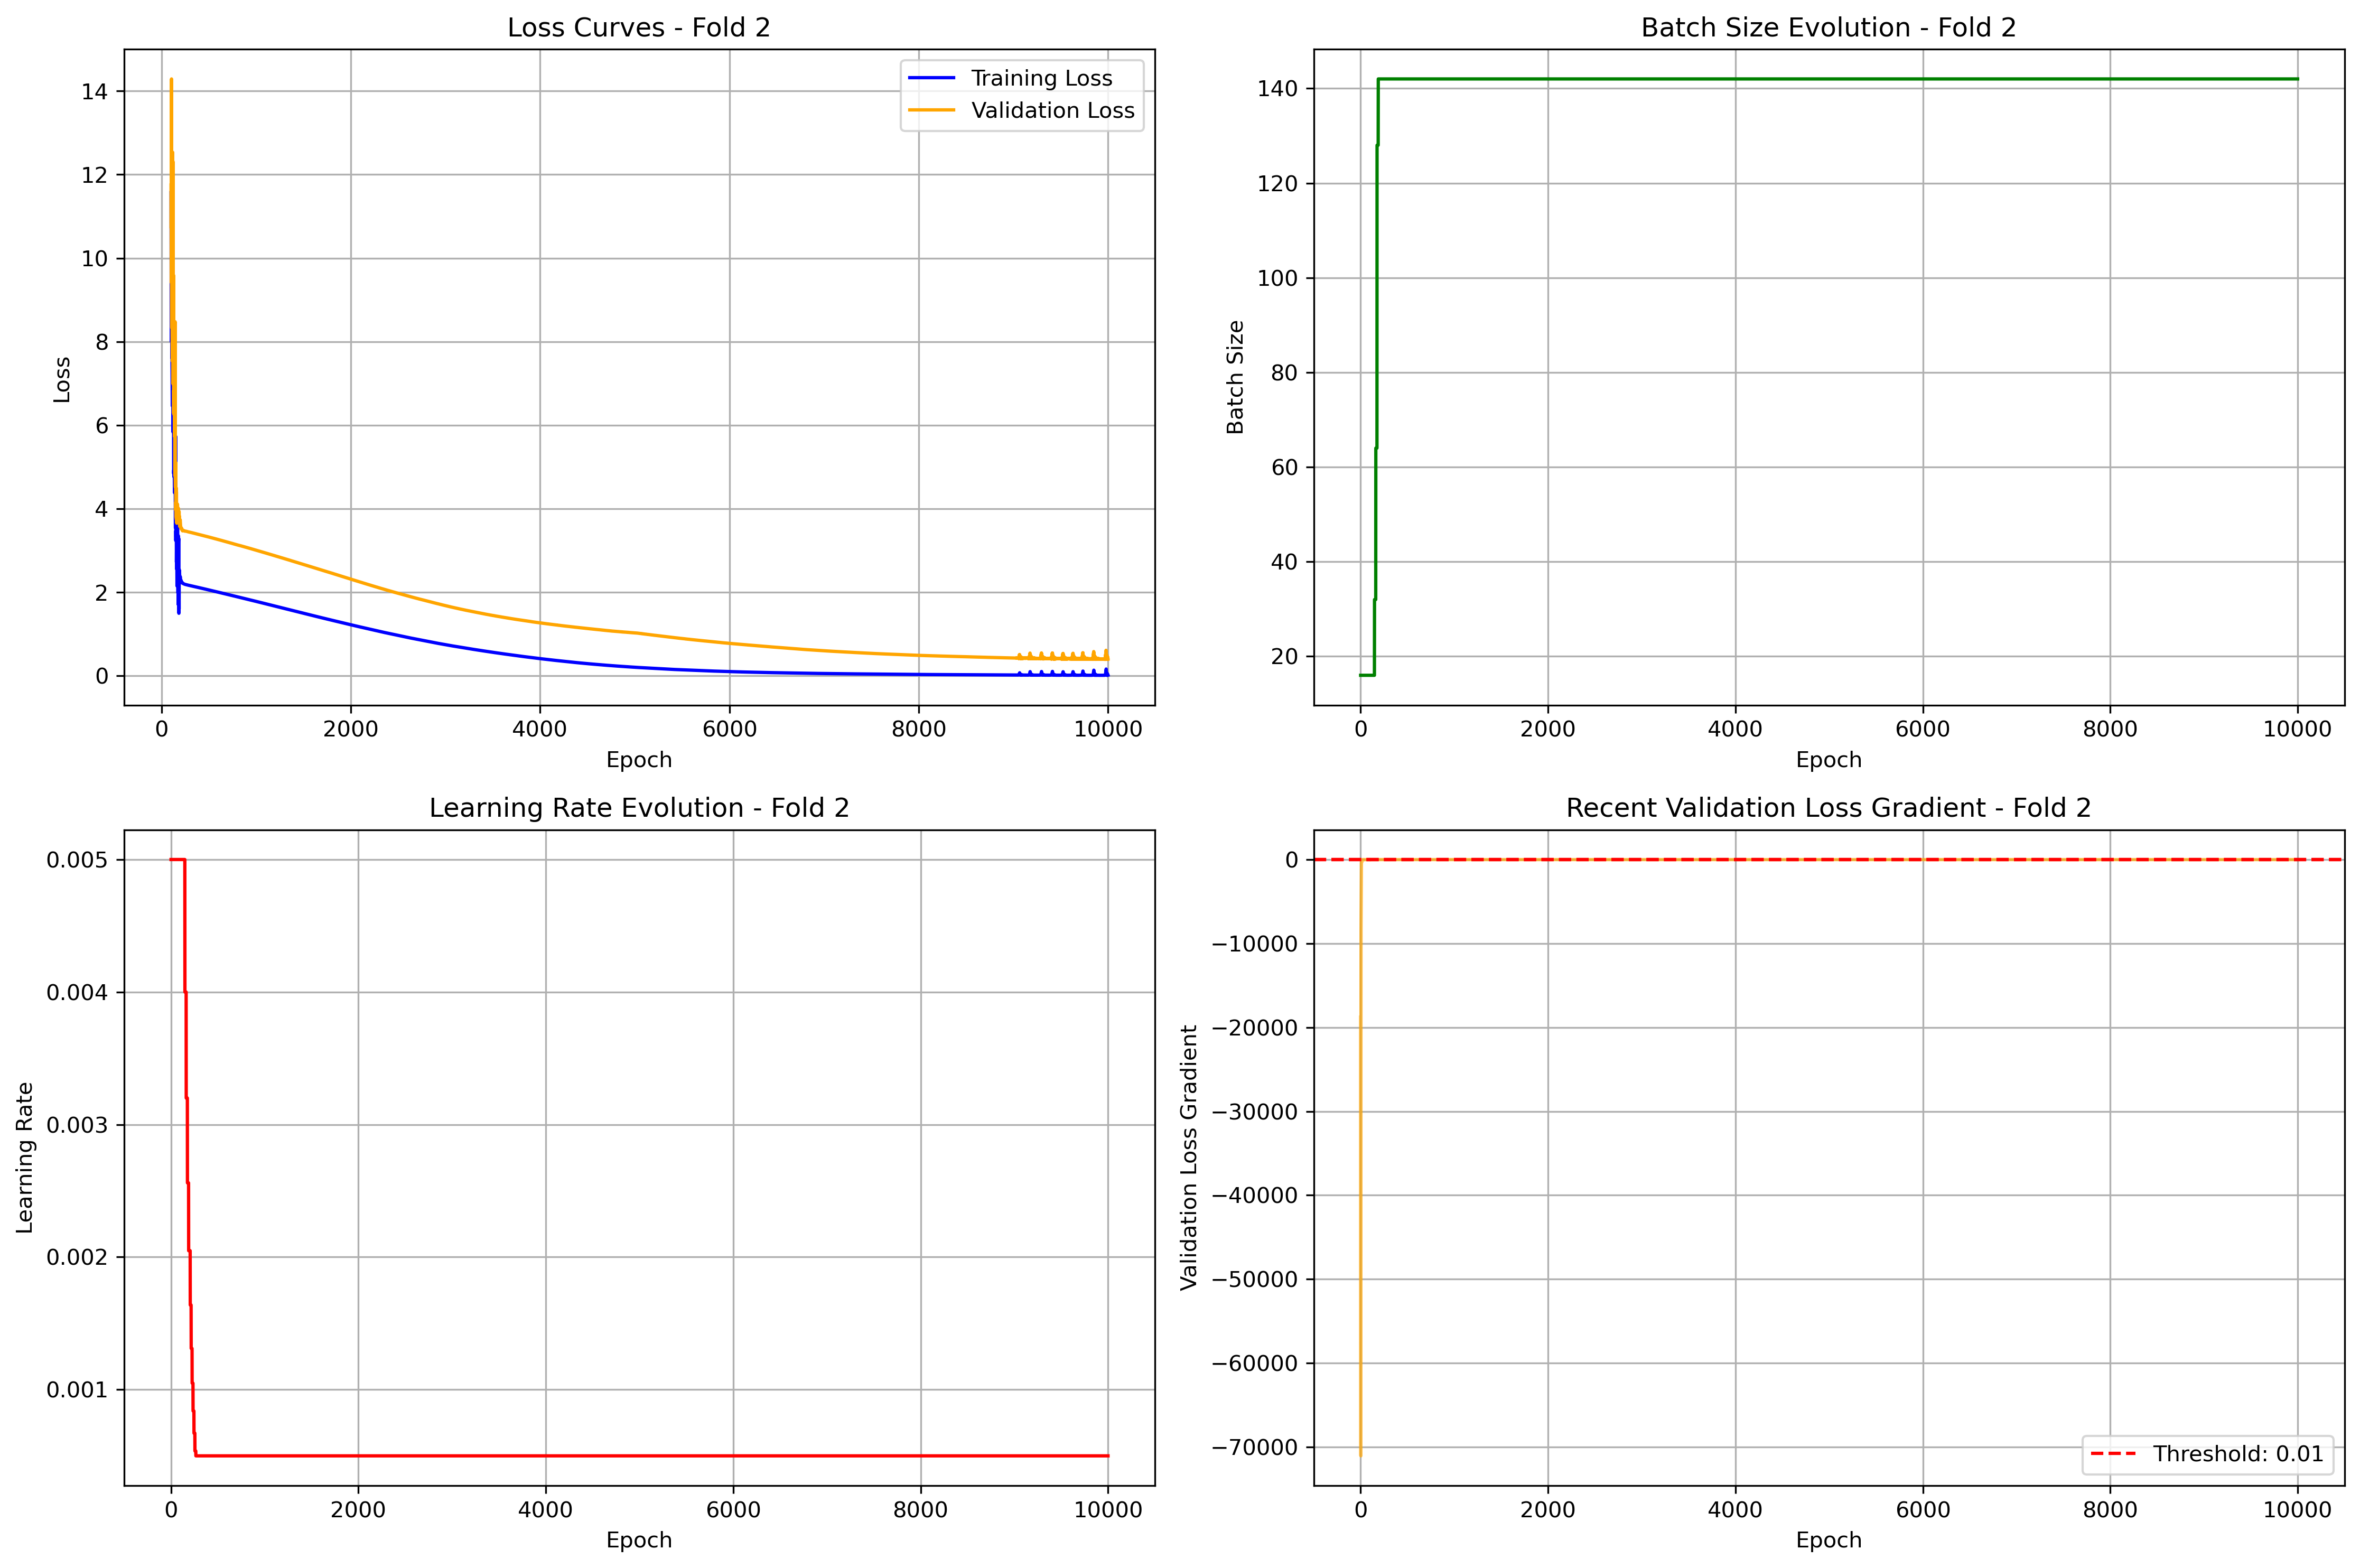 Loss Curves - Fold 2
Training Loss
Validation Loss
14
12
10
8
6
4
2
0
Loss
0 2000 4000 6000 8000 10000
Epoch
Batch Size Evolution - Fold 2
140
120
100
80
60
40
20
Batch Size
0 2000 4000 6000 8000 10000
Epoch
Learning Rate Evolution - Fold 2
0.005
0.004
0.003
0.002
0.001
Learning Rate
0 2000 4000 6000 8000 10000
Epoch
Recent Validation Loss Gradient - Fold 2
0
−10000
−20000
−30000
−40000
−50000
−60000
−70000
Validation Loss Gradient
Threshold: 0.01
0 2000 4000 6000 8000 10000
Epoch